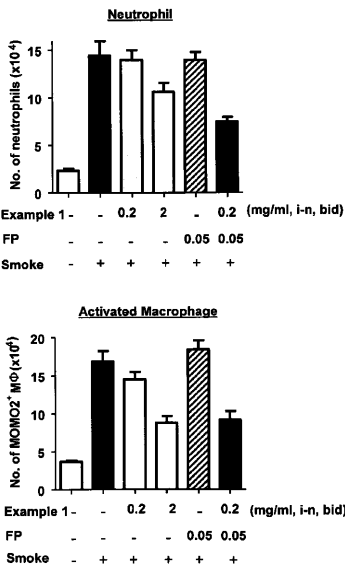 Neutrophil
No. of neutrophils (x10⁴)
15
10
5
0
Example 1 - - 0.2 2 - 0.2 (mg/ml, i-n, bid)
FP - - - - 0.05 0.05
Smoke - + + + + +
Activated Macrophage
No. of MOMO2⁺ MΦ (x10⁴)
20
15
10
5
0
Example 1 - - 0.2 2 - 0.2 (mg/ml, i-n, bid)
FP - - - - 0.05 0.05
Smoke - + + + + +